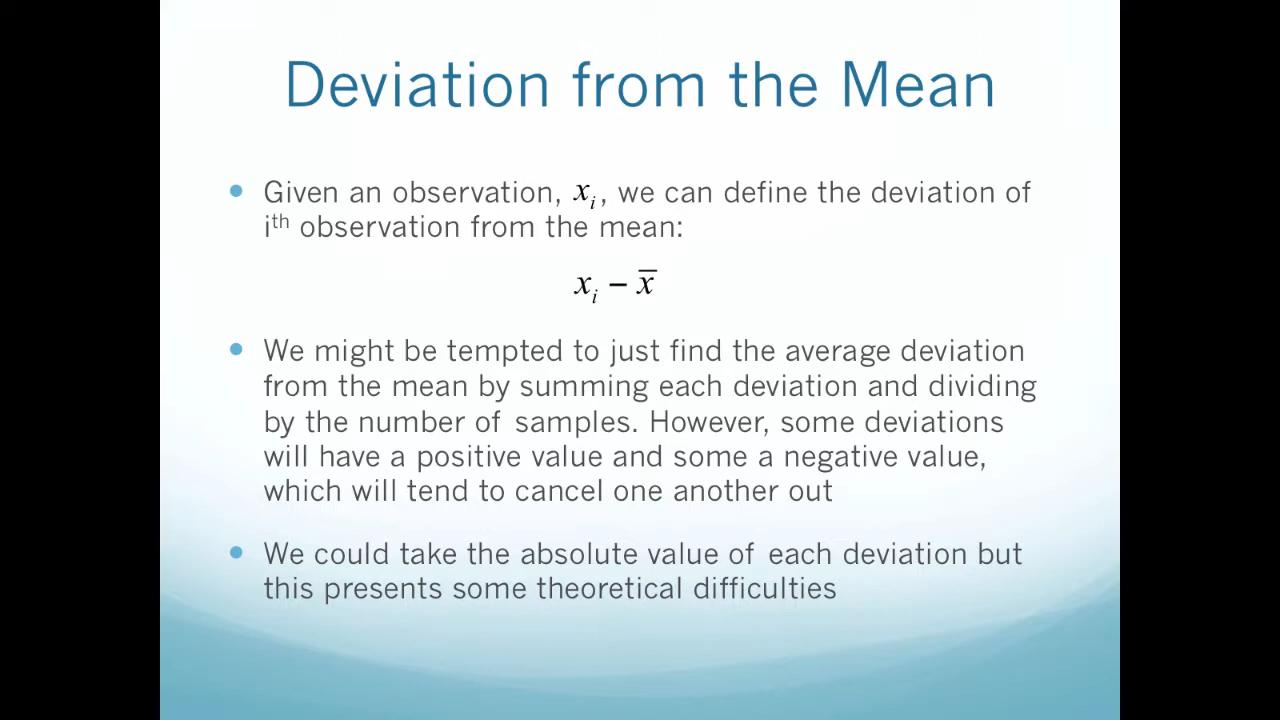 Deviation from the Mean
• Given an observation, xᵢ, we can define the deviation of
iᵗʰ observation from the mean:
xᵢ − x̅
• We might be tempted to just find the average deviation
from the mean by summing each deviation and dividing
by the number of samples. However, some deviations
will have a positive value and some a negative value,
which will tend to cancel one another out
• We could take the absolute value of each deviation but
this presents some theoretical difficulties